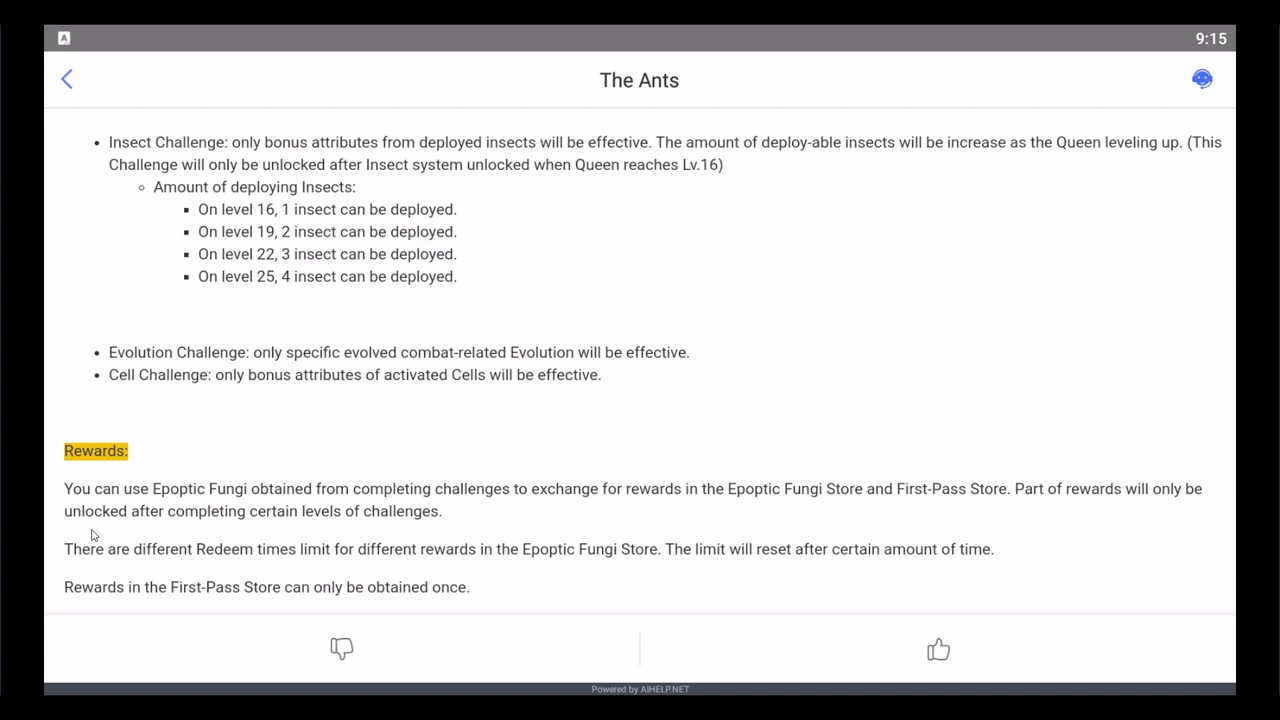 A
9:15
The Ants
• Insect Challenge: only bonus attributes from deployed insects will be effective. The amount of deploy-able insects will be increase as the Queen leveling up. (This
Challenge will only be unlocked after Insect system unlocked when Queen reaches Lv.16)
◦ Amount of deploying Insects:
▪ On level 16, 1 insect can be deployed.
▪ On level 19, 2 insect can be deployed.
▪ On level 22, 3 insect can be deployed.
▪ On level 25, 4 insect can be deployed.
• Evolution Challenge: only specific evolved combat-related Evolution will be effective.
• Cell Challenge: only bonus attributes of activated Cells will be effective.
Rewards:
You can use Epoptic Fungi obtained from completing challenges to exchange for rewards in the Epoptic Fungi Store and First-Pass Store. Part of rewards will only be
unlocked after completing certain levels of challenges.
There are different Redeem times limit for different rewards in the Epoptic Fungi Store. The limit will reset after certain amount of time.
Rewards in the First-Pass Store can only be obtained once.
Powered by AIHELP.NET